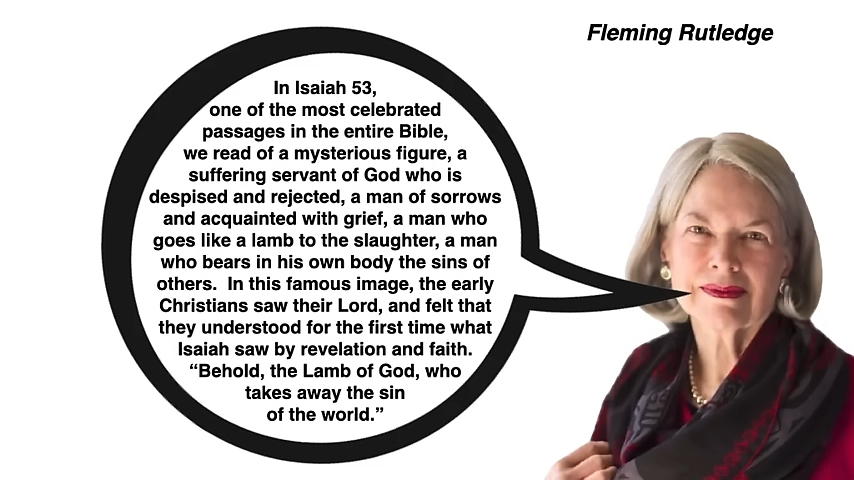 Fleming Rutledge
In Isaiah 53,
one of the most celebrated
passages in the entire Bible,
we read of a mysterious figure, a
suffering servant of God who is
despised and rejected, a man of sorrows
and acquainted with grief, a man who
goes like a lamb to the slaughter, a man
who bears in his own body the sins of
others.  In this famous image, the early
Christians saw their Lord, and felt that
they understood for the first time what
Isaiah saw by revelation and faith.
“Behold, the Lamb of God, who
takes away the sin
of the world.”